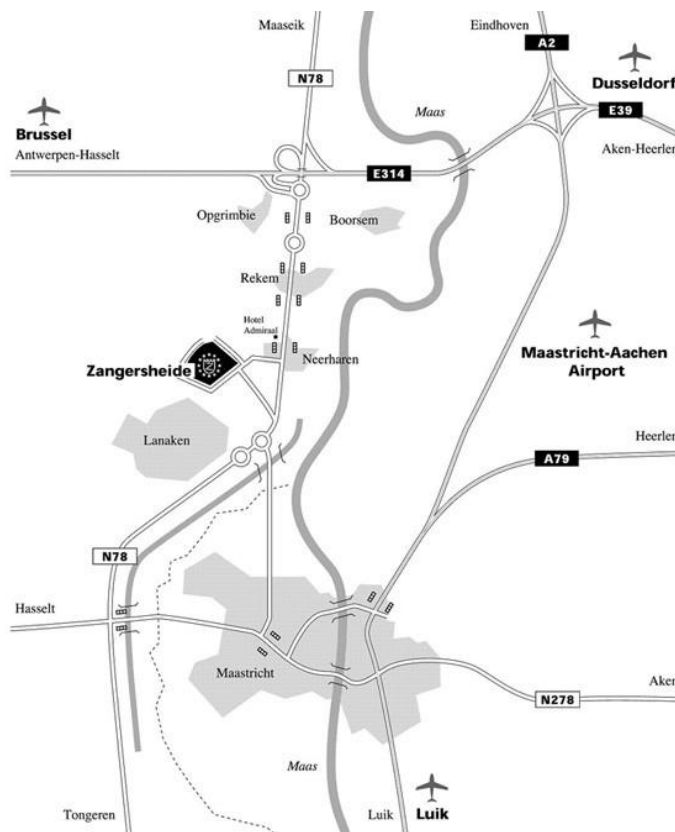 Maaseik
Eindhoven
A2
N78
Dusseldorf
Maas
E39
Brussel
Antwerpen-Hasselt
Aken-Heerlen
E314
Opgrimbie
Boorsem
Rekem
Hotel
Admiraal
Maastricht-Aachen
Airport
Neerharen
Zangersheide
Lanaken
Heerlen
A79
N78
Hasselt
Maastricht
Aken
N278
Maas
Tongeren
Luik
Luik